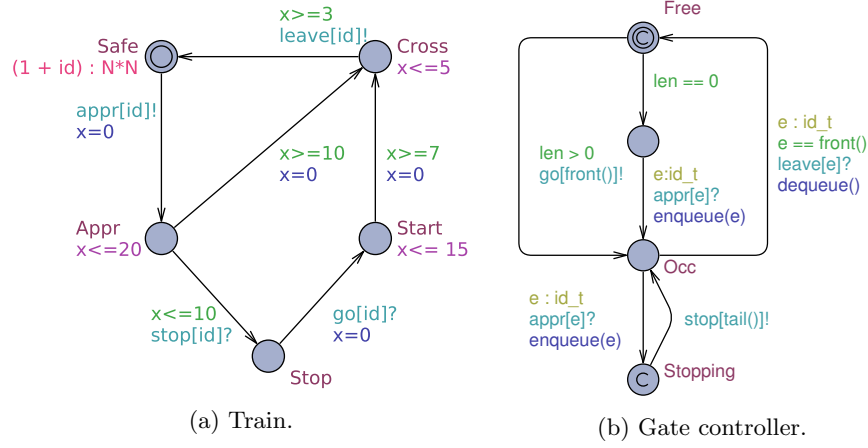 x>=3
leave[id]!
Safe
(1 + id) : N*N
Cross
x<=5
appr[id]!
x=0
x>=10
x=0
x>=7
x=0
Appr
x<=20
Start
x<= 15
x<=10
stop[id]?
go[id]?
x=0
Stop
(a) Train.
Free
C
len == 0
len > 0
go[front()]!
e:id_t
appr[e]?
enqueue(e)
e : id_t
e == front()
leave[e]?
dequeue()
Occ
e : id_t
appr[e]?
enqueue(e)
stop[tail()]!
C
Stopping
(b) Gate controller.